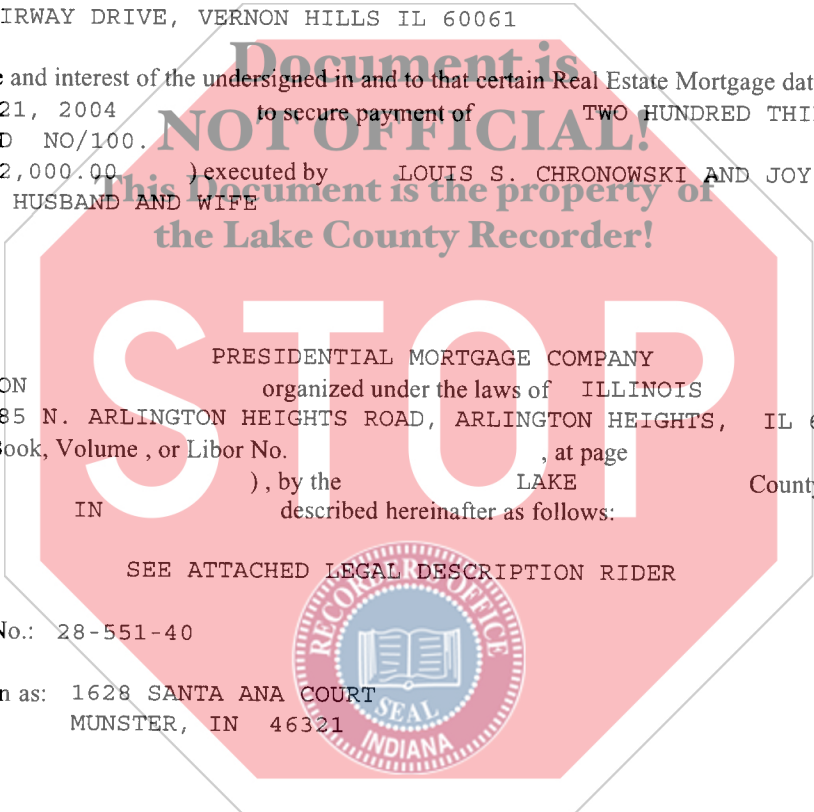 IRWAY DRIVE, VERNON HILLS IL 60061
Document is
e and interest of the undersigned in and to that certain Real Estate Mortgage dat
21, 2004 to secure payment of TWO HUNDRED THI
NOT OFFICIAL!
D NO/100.
2,000.00 ) executed by LOUIS S. CHRONOWSKI AND JOY
This Document is the property of
HUSBAND AND WIFE
the Lake County Recorder!
STOP
PRESIDENTIAL MORTGAGE COMPANY
ON organized under the laws of ILLINOIS
85 N. ARLINGTON HEIGHTS ROAD, ARLINGTON HEIGHTS, IL 6
Book, Volume , or Libor No. , at page
) , by the LAKE County
IN described hereinafter as follows:
SEE ATTACHED LEGAL DESCRIPTION RIDER
RECORDER'S OFFICE
No.: 28-551-40
n as: 1628 SANTA ANA COURT
SEAL
MUNSTER, IN 46321
INDIANA